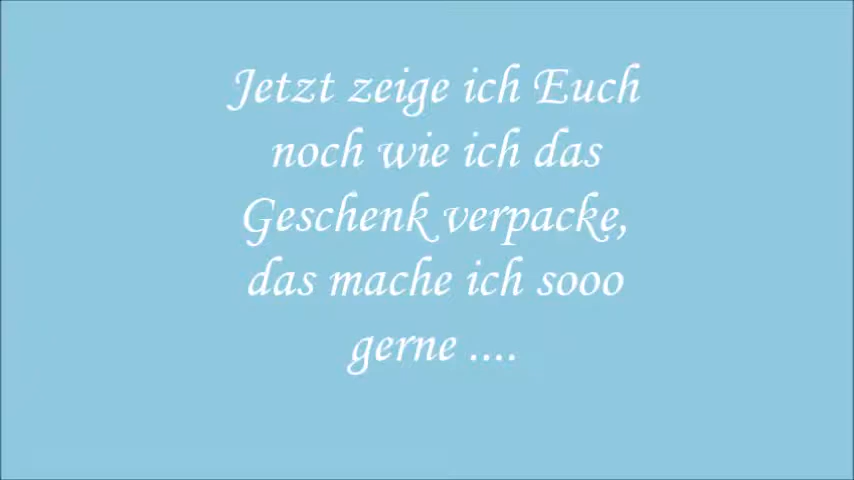 Jetzt zeige ich Euch
noch wie ich das
Geschenk verpacke,
das mache ich sooo
gerne ....